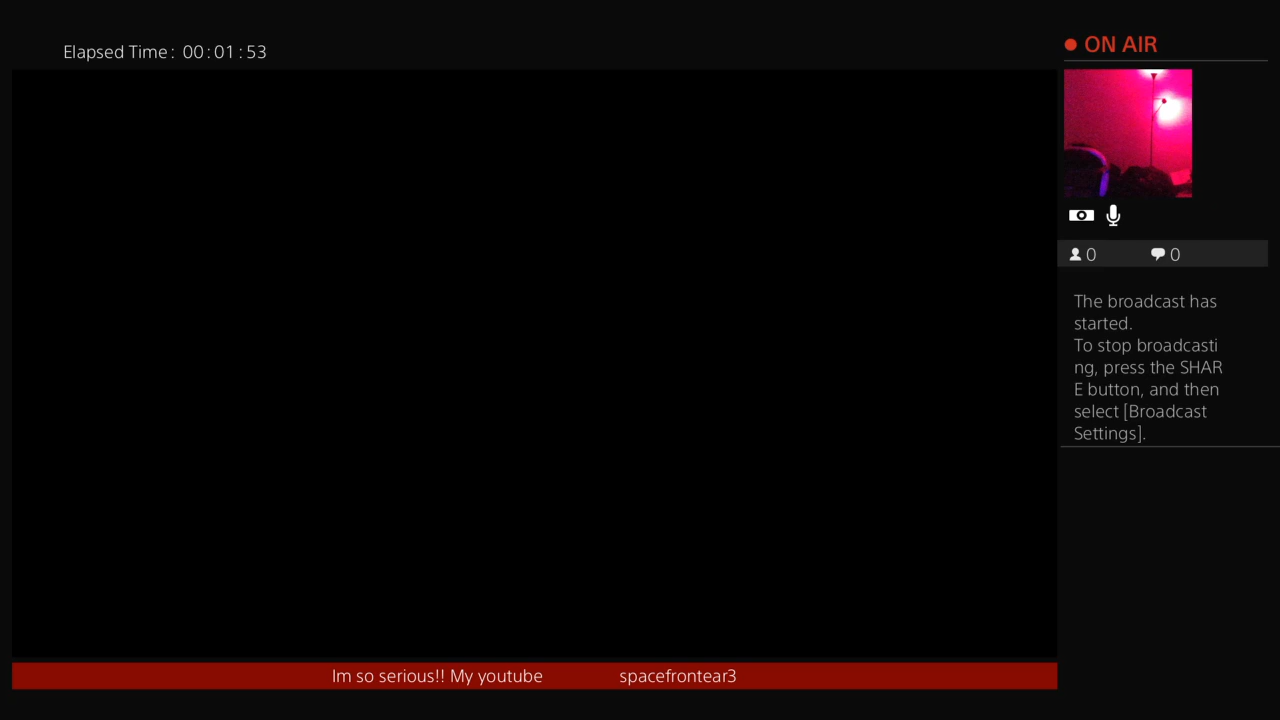 Elapsed Time: 00:01:53
ON AIR
0 0
The broadcast has
started.
To stop broadcasti
ng, press the SHAR
E button, and then
select [Broadcast
Settings].
Im so serious!! My youtube spacefrontear3